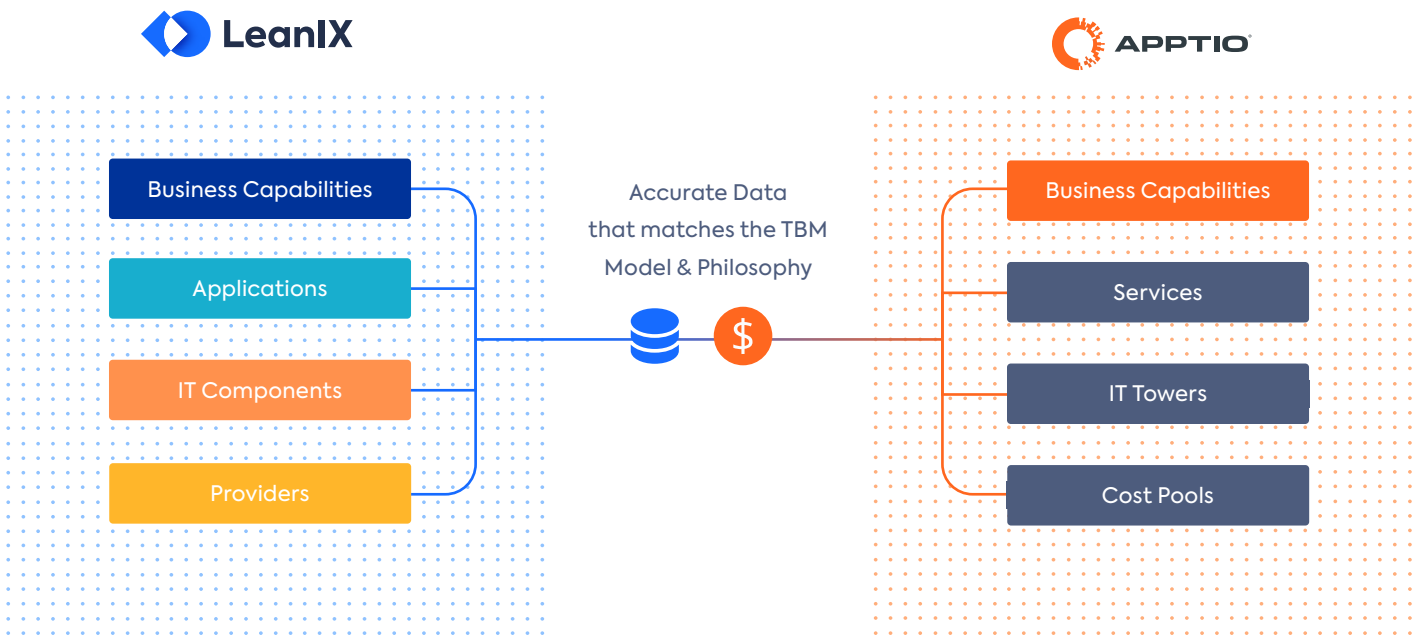 LeanIX
APPTIO®
Business Capabilities
Applications
IT Components
Providers
Accurate Data
that matches the TBM
Model & Philosophy
$
Business Capabilities
Services
IT Towers
Cost Pools